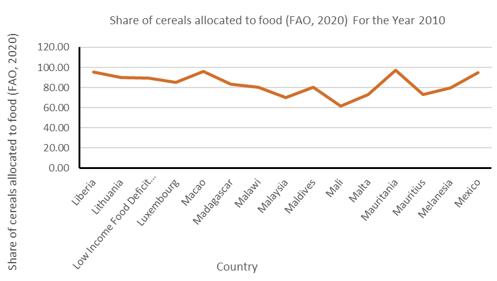 Share of cereals allocated to food (FAO, 2020) For the Year 2010
Share of cereals allocated to food (FAO, 2020)
120.00
100.00
80.00
60.00
40.00
20.00
0.00
Liberia
Lithuania
Low Income Food Deficit...
Luxembourg
Macao
Madagascar
Malawi
Malaysia
Maldives
Mali
Malta
Mauritania
Mauritius
Melanesia
Mexico
Country